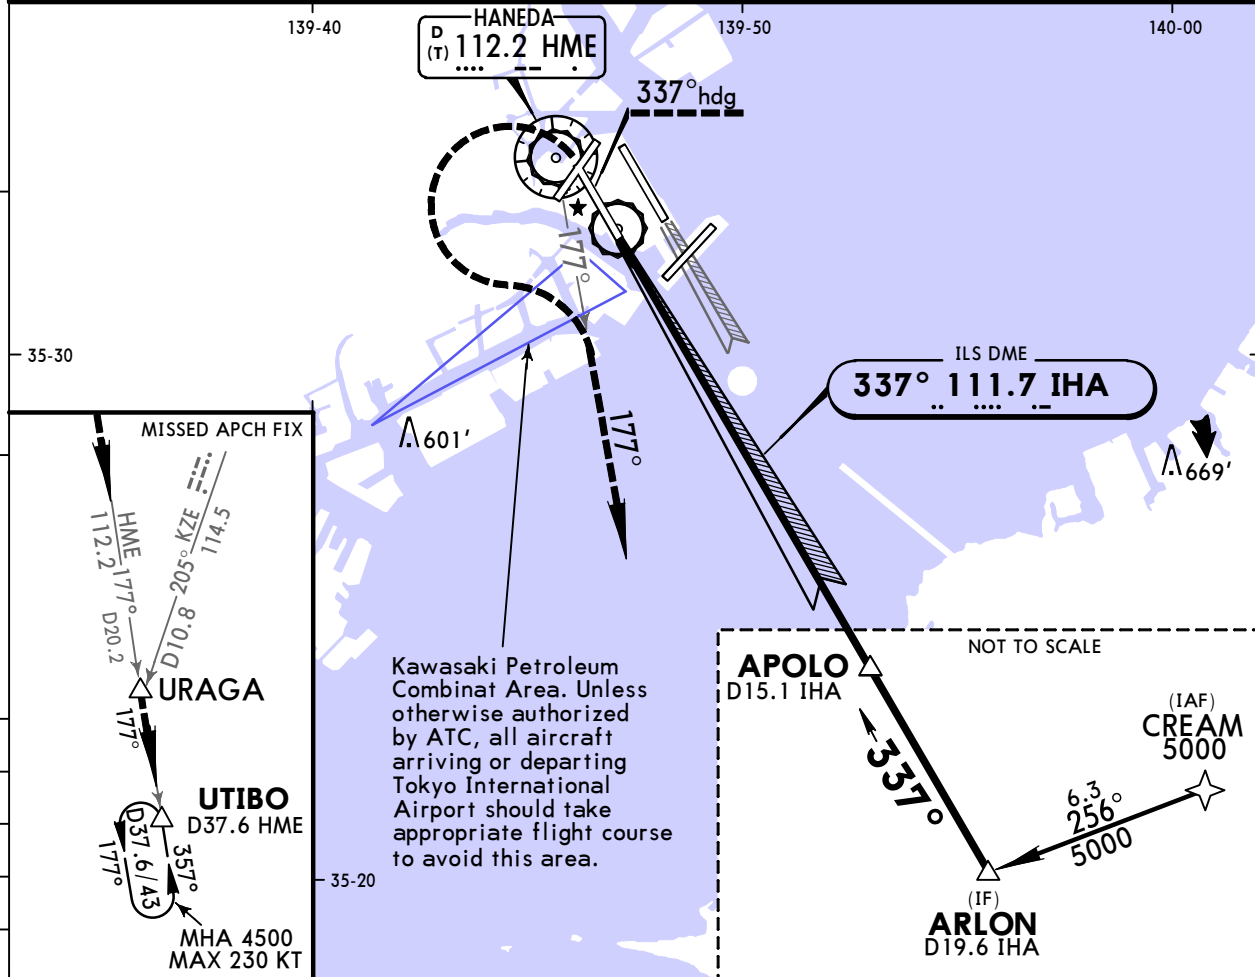 139-40
139-50
140-00
HANEDA
D
(T) 112.2 HME
337°hdg
177°
35-30
ILS DME
337° 111.7 IHA
601'
177°
669'
MISSED APCH FIX
HME 177°
112.2
D20.2
205° KZE
114.5
D10.8
URAGA
177°
UTIBO
D37.6 HME
D37.6/43
177°
357°
MHA 4500
MAX 230 KT
35-20
Kawasaki Petroleum
Combinat Area. Unless
otherwise authorized
by ATC, all aircraft
arriving or departing
Tokyo International
Airport should take
appropriate flight course
to avoid this area.
NOT TO SCALE
APOLO
D15.1 IHA
337°
(IAF)
CREAM
5000
6.3
256°
5000
(IF)
ARLON
D19.6 IHA